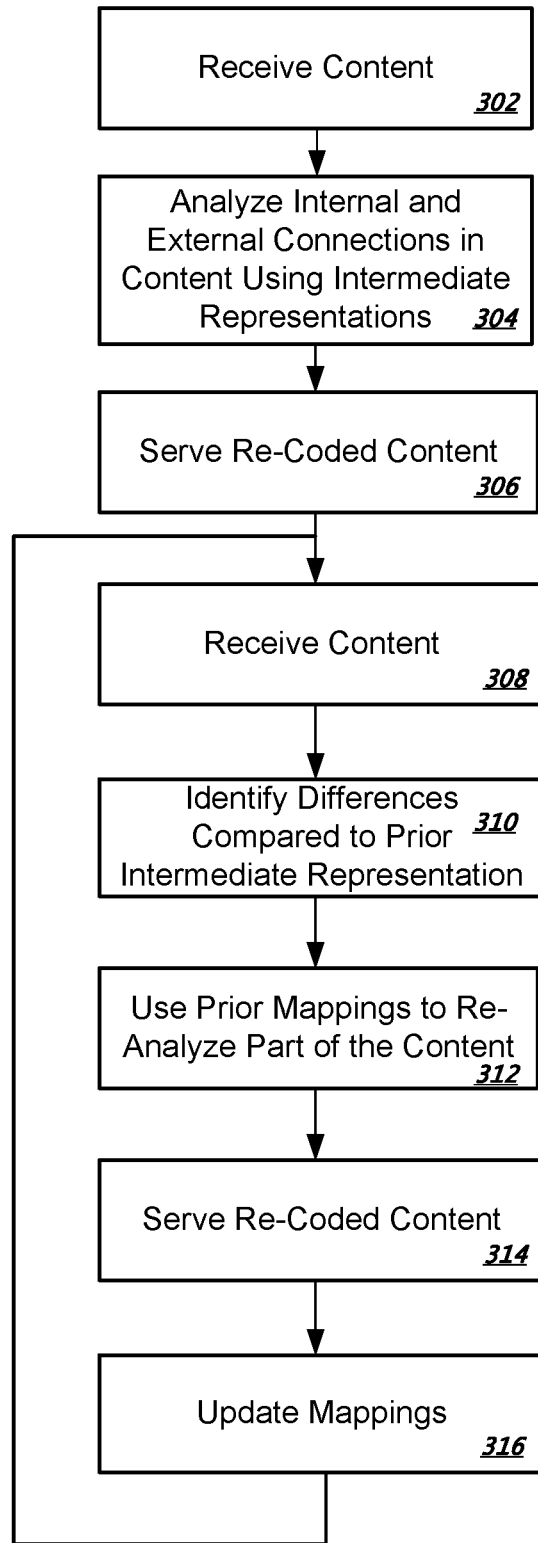 Receive Content
302
Analyze Internal and
External Connections in
Content Using Intermediate
Representations 304
Serve Re-Coded Content
306
Receive Content
308
Identify Differences
Compared to Prior 310
Intermediate Representation
Use Prior Mappings to Re-
Analyze Part of the Content
312
Serve Re-Coded Content
314
Update Mappings
316